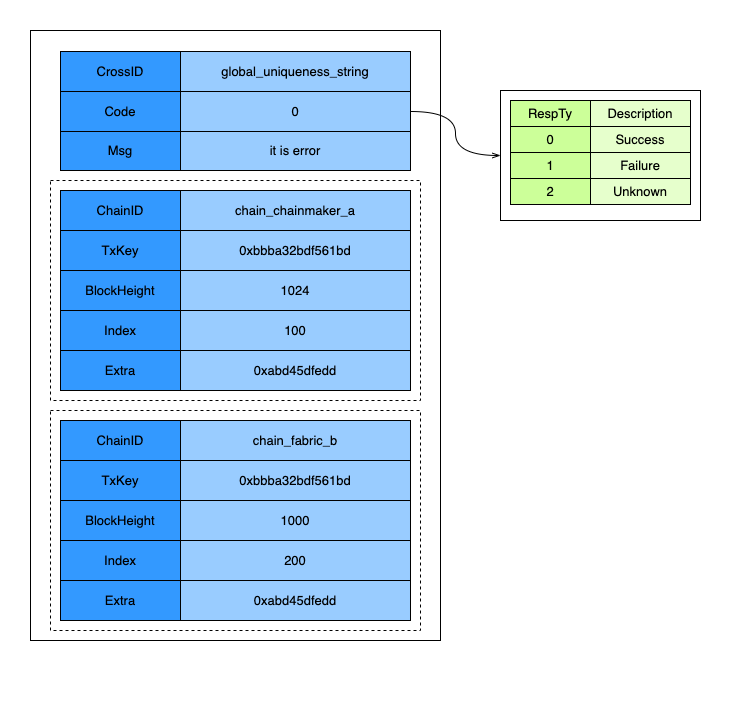 CrossID global_uniqueness_string
Code 0
Msg it is error
ChainID chain_chainmaker_a
TxKey 0xbbba32bdf561bd
BlockHeight 1024
Index 100
Extra 0xabd45dfedd
ChainID chain_fabric_b
TxKey 0xbbba32bdf561bd
BlockHeight 1000
Index 200
Extra 0xabd45dfedd
RespTy Description
0 Success
1 Failure
2 Unknown